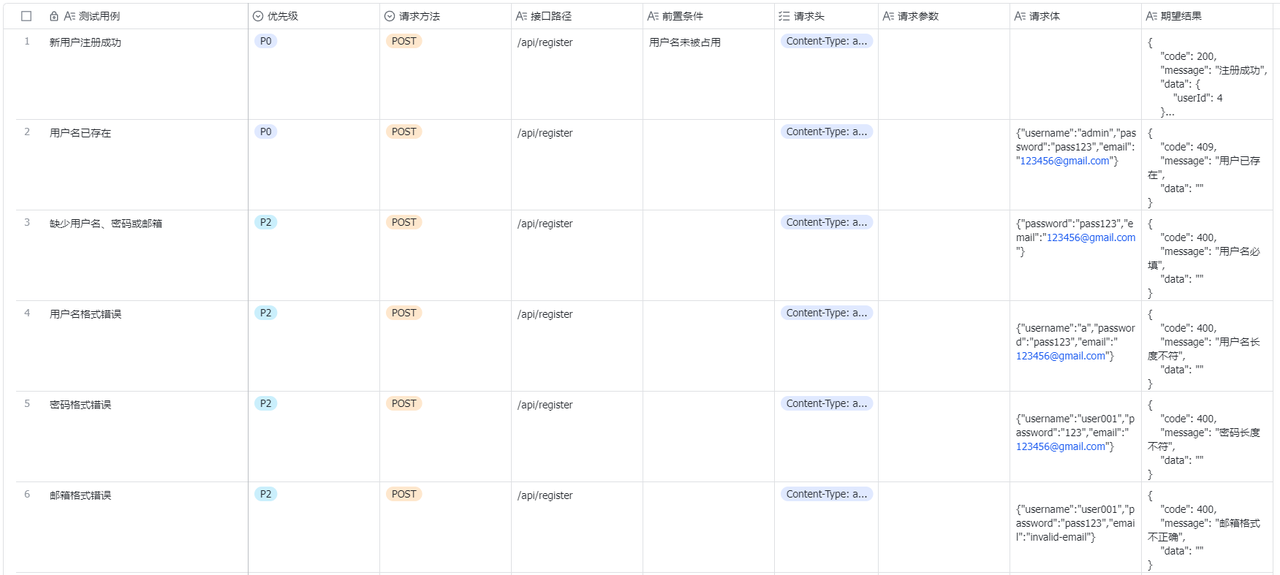 测试用例 优先级 请求方法 接口路径 前置条件 请求头 请求参数 请求体 期望结果
1 新用户注册成功 P0 POST /api/register 用户名未被占用 Content-Type: a...
{
"code": 200,
"message": "注册成功",
"data": {
"userId": 4
}...
2 用户名已存在 P0 POST /api/register Content-Type: a...
{"username":"admin","pas
sword":"pass123","email":
"123456@gmail.com"}
{
"code": 409,
"message": "用户已存
在",
"data": ""
}
3 缺少用户名、密码或邮箱 P2 POST /api/register Content-Type: a...
{"password":"pass123","e
mail":"123456@gmail.com
"}
{
"code": 400,
"message": "用户名必
填",
"data": ""
}
4 用户名格式错误 P2 POST /api/register Content-Type: a...
{"username":"a","passwor
d":"pass123","email":"
123456@gmail.com"}
{
"code": 400,
"message": "用户名长
度不符",
"data": ""
}
5 密码格式错误 P2 POST /api/register Content-Type: a...
{"username":"user001","p
assword":"123","email":"
123456@gmail.com"}
{
"code": 400,
"message": "密码长度
不符",
"data": ""
}
6 邮箱格式错误 P2 POST /api/register Content-Type: a...
{"username":"user001","p
assword":"pass123","emai
l":"invalid-email"}
{
"code": 400,
"message": "邮箱格式
不正确",
"data": ""
}